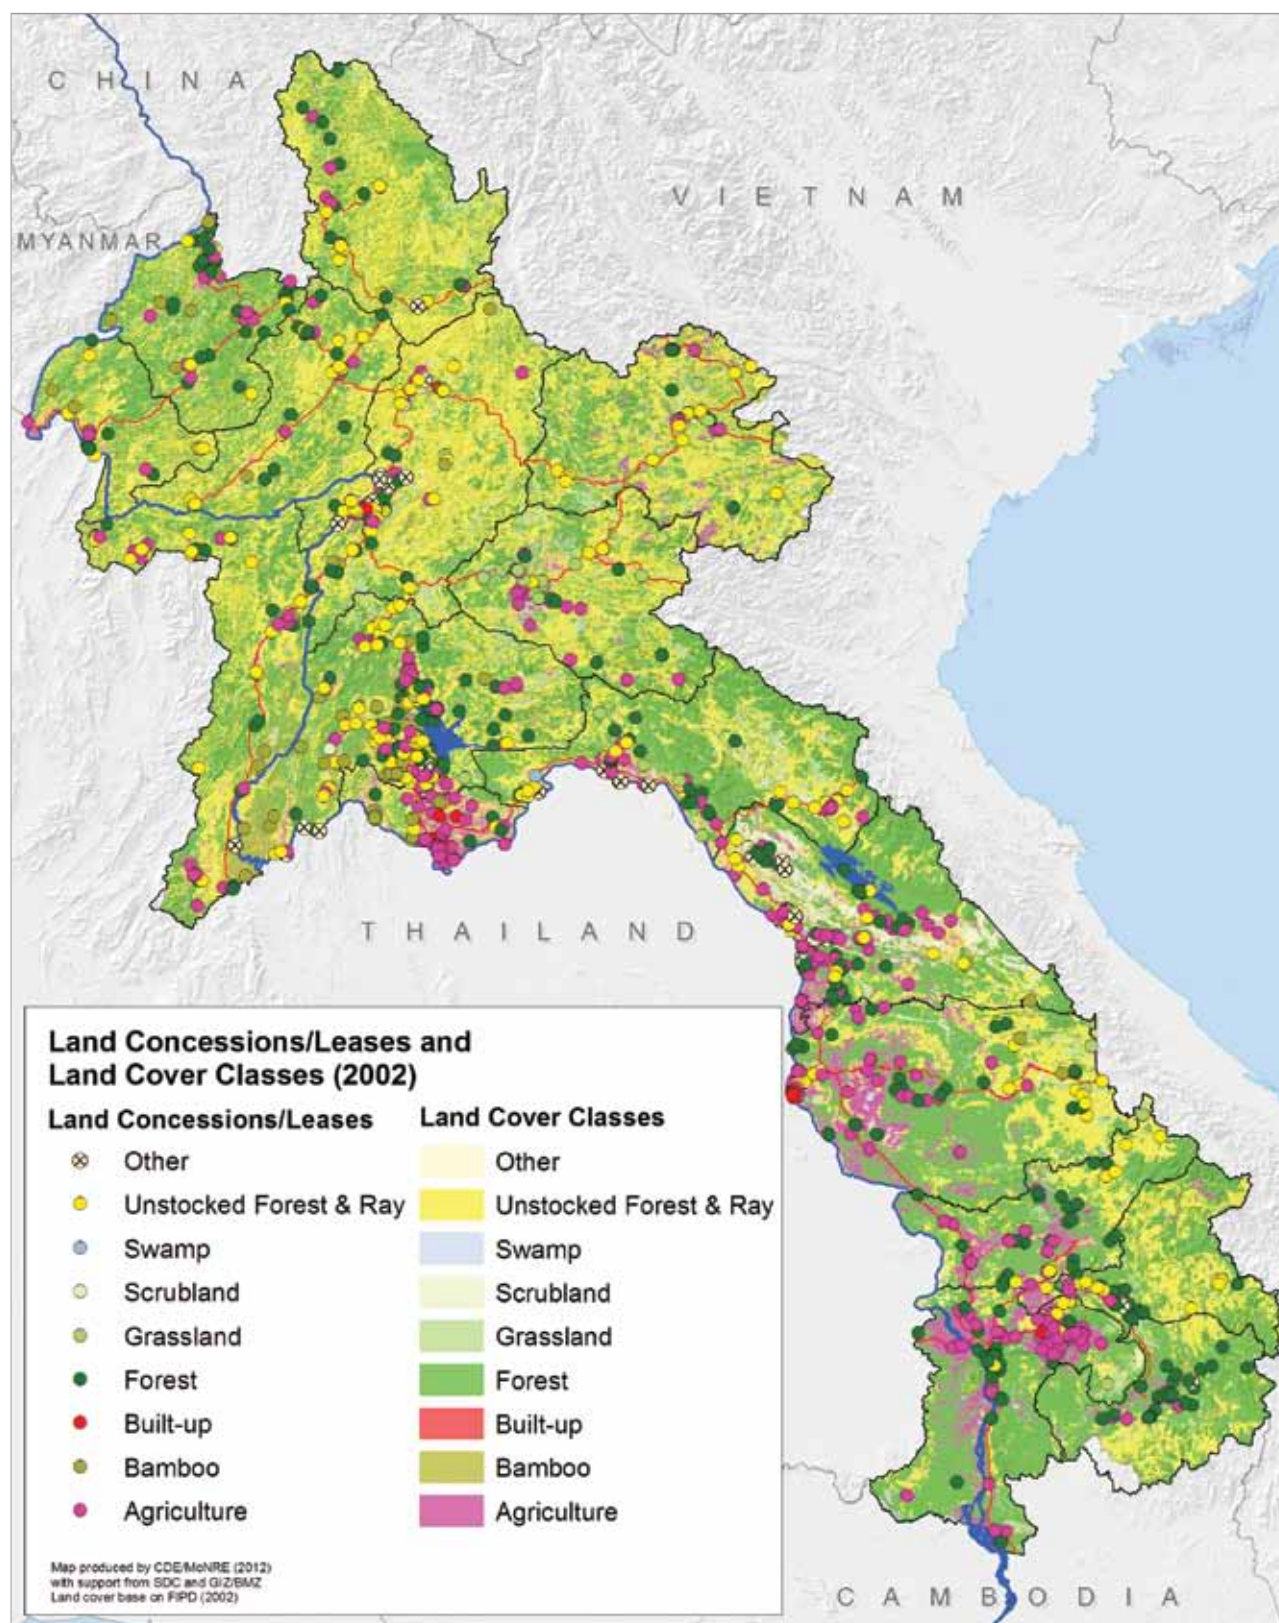 CHINA
VIETNAM
MYANMAR
THAILAND
Land Concessions/Leases and
Land Cover Classes (2002)
Land Concessions/Leases
Other
Unstocked Forest & Ray
Swamp
Scrubland
Grassland
Forest
Built-up
Bamboo
Agriculture
Land Cover Classes
Other
Unstocked Forest & Ray
Swamp
Scrubland
Grassland
Forest
Built-up
Bamboo
Agriculture
Map produced by CDE/MoNRE (2012)
with support from SDC and GIZ/BMZ
Land cover base on FIPD (2002)
CAMBODIA